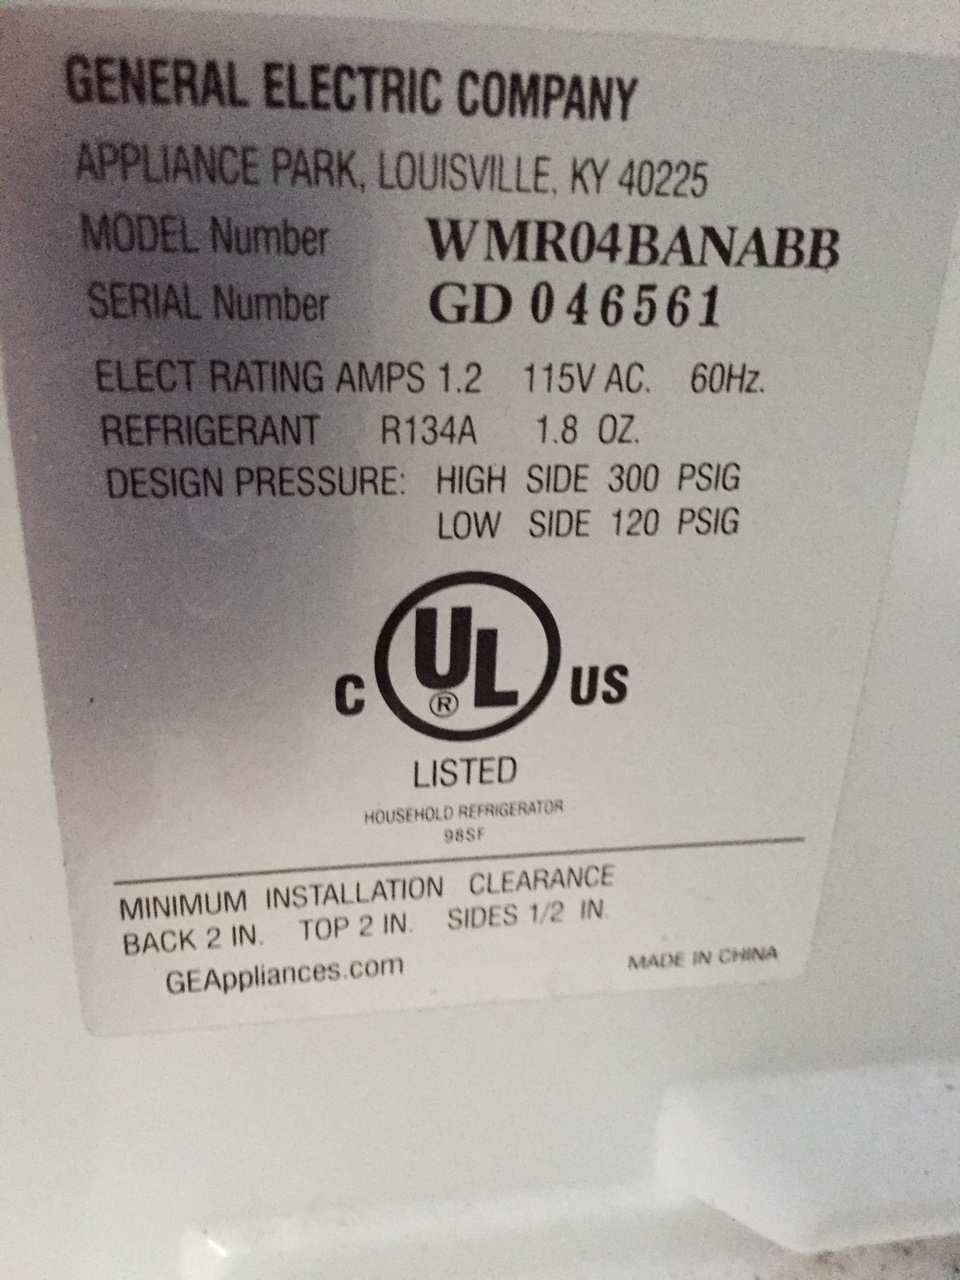 GENERAL ELECTRIC COMPANY
APPLIANCE PARK, LOUISVILLE, KY 40225
MODEL Number WMR04BANABB
SERIAL Number GD 046561
ELECT RATING AMPS 1.2 115V AC. 60Hz.
REFRIGERANT R134A 1.8 OZ.
DESIGN PRESSURE: HIGH SIDE 300 PSIG
LOW SIDE 120 PSIG
C UL® US
LISTED
HOUSEHOLD REFRIGERATOR
98SF
MINIMUM INSTALLATION CLEARANCE
BACK 2 IN. TOP 2 IN. SIDES 1/2 IN.
GEAppliances.com MADE IN CHINA